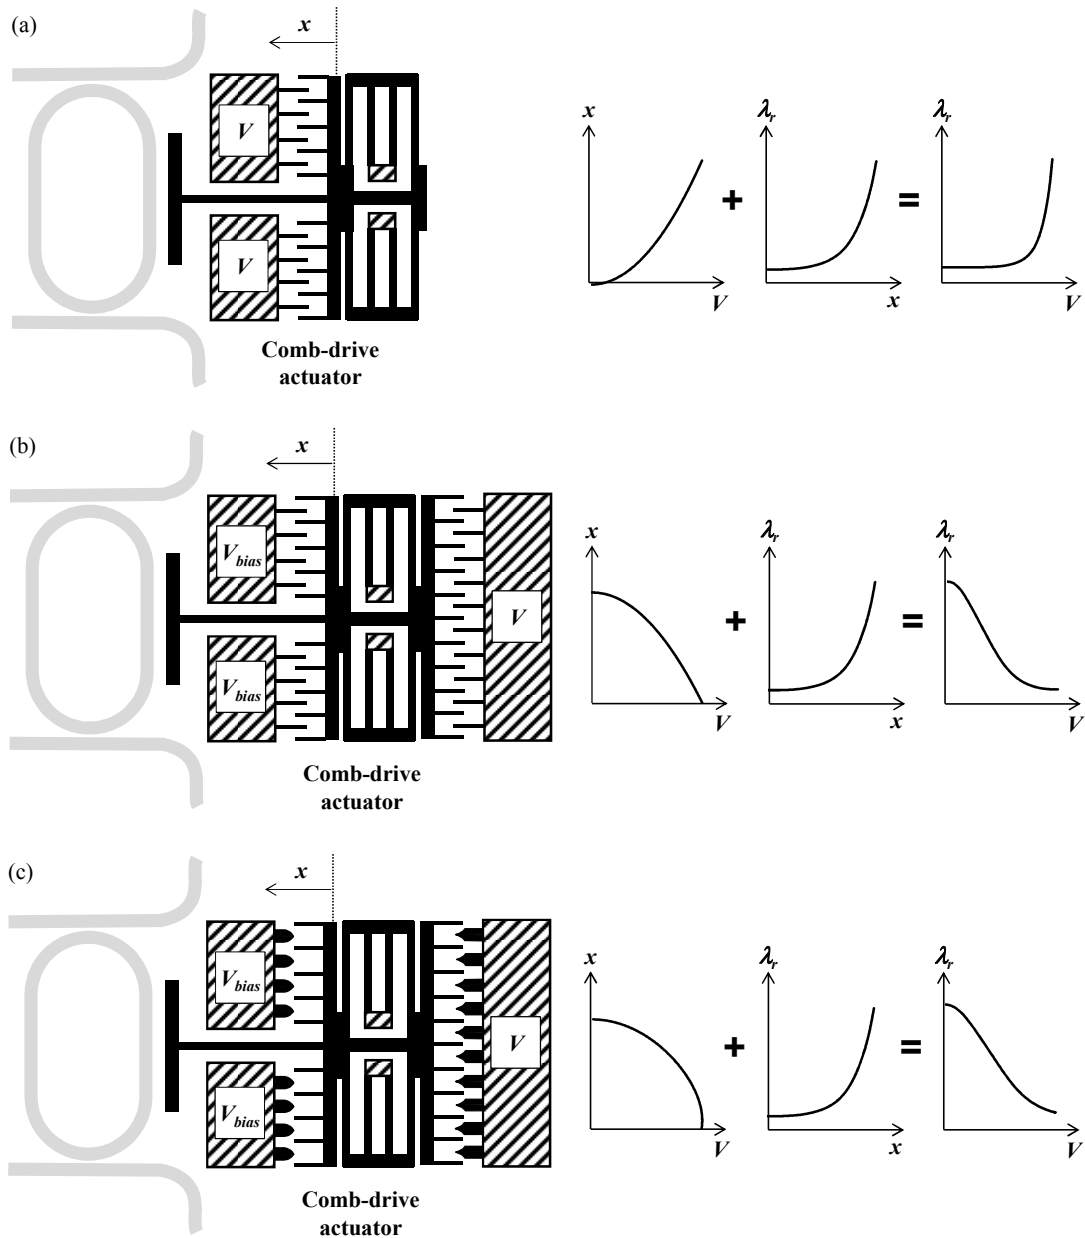 (a)
x
V
V
Comb-drive
actuator
x
V
+
λr
x
=
λr
V
(b)
x
Vbias
Vbias
V
Comb-drive
actuator
x
V
+
λr
x
=
λr
V
(c)
x
Vbias
Vbias
V
Comb-drive
actuator
x
V
+
λr
x
=
λr
V